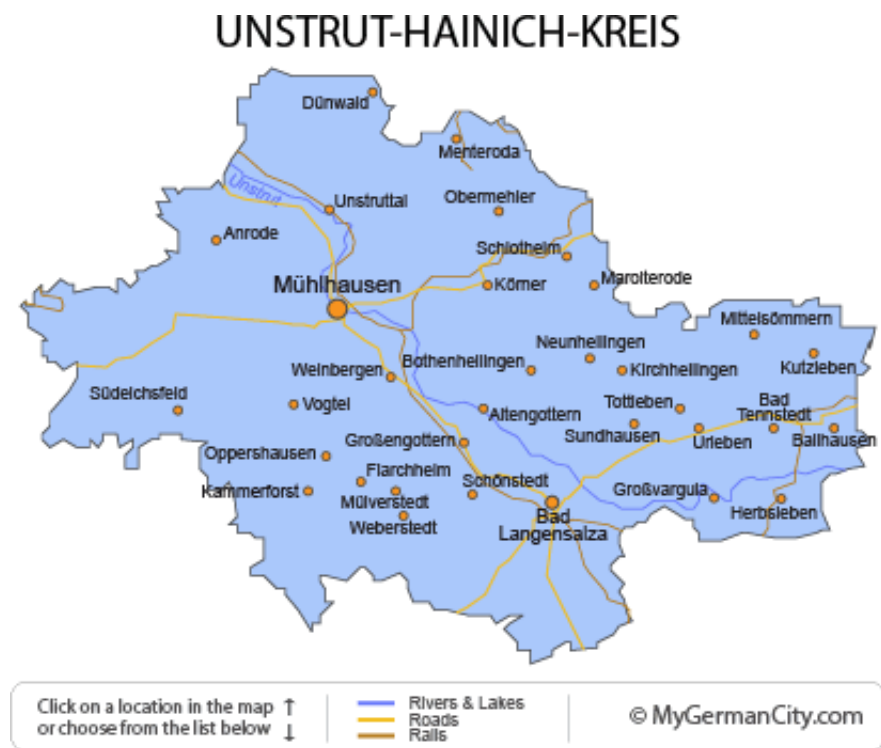 UNSTRUT-HAINICH-KREIS
Dünwald
Menteroda
Unstrut
Unstruttal
Obermehler
Anrode
Schlotheim
Mühlhausen
Körner
Marolterode
Mittelsömmern
Neunheilingen
Bothenheilingen
Weinbergen
Kirchheilingen
Kutzleben
Südeichsfeld
Vogtei
Altengottern
Tottleben
Bad
Tennstedt
Großengottern
Sundhausen
Urleben
Ballhausen
Oppershausen
Flarchheim
Kammerforst
Mülverstedt
Schönstedt
Großvargula
Weberstedt
Herbsleben
Bad
Langensalza
Click on a location in the map ↑
or choose from the list below ↓
Rivers & Lakes
Roads
Rails
© MyGermanCity.com